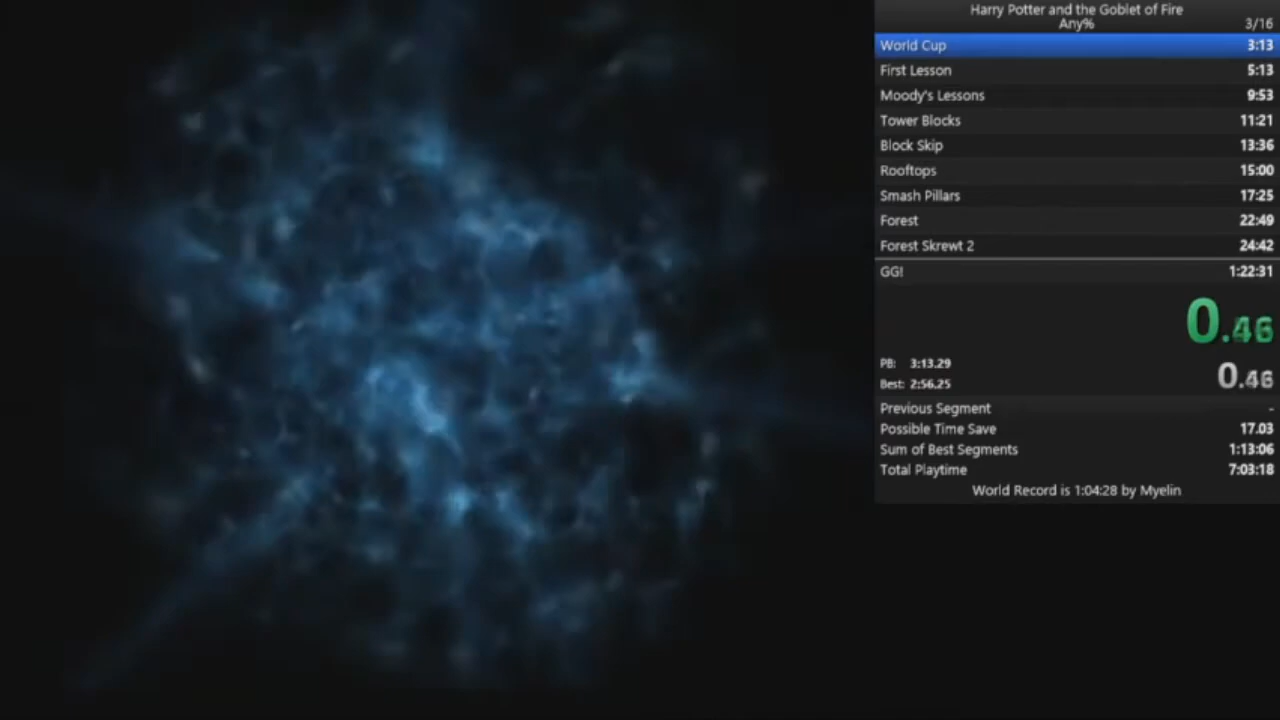 Harry Potter and the Goblet of Fire
Any% 3/16
World Cup 3:13
First Lesson 5:13
Moody's Lessons 9:53
Tower Blocks 11:21
Block Skip 13:36
Rooftops 15:00
Smash Pillars 17:25
Forest 22:49
Forest Skrewt 2 24:42
GG! 1:22:31
0.46
PB: 3:13.29
Best: 2:56.25 0.46
Previous Segment -
Possible Time Save 17.03
Sum of Best Segments 1:13:06
Total Playtime 7:03:18
World Record is 1:04:28 by Myelin